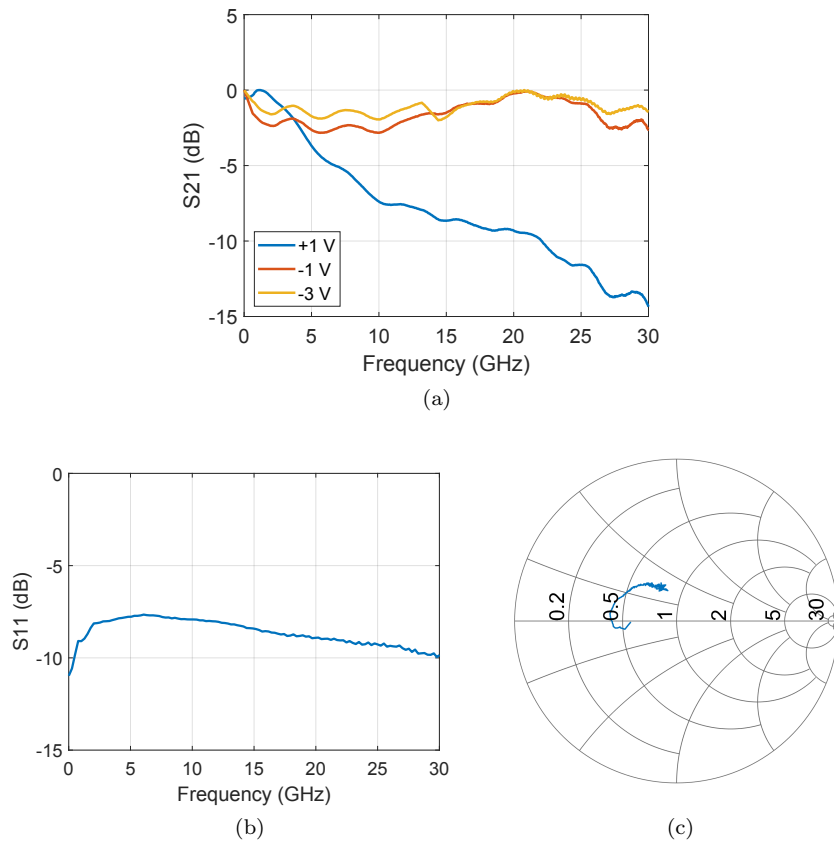 5
0
-5
-10
-15
S21 (dB)
+1 V
-1 V
-3 V
0 5 10 15 20 25 30
Frequency (GHz)
(a)
0
-5
-10
-15
S11 (dB)
0 5 10 15 20 25 30
Frequency (GHz)
(b)
0.2 0.5 1 2 5 30
(c)